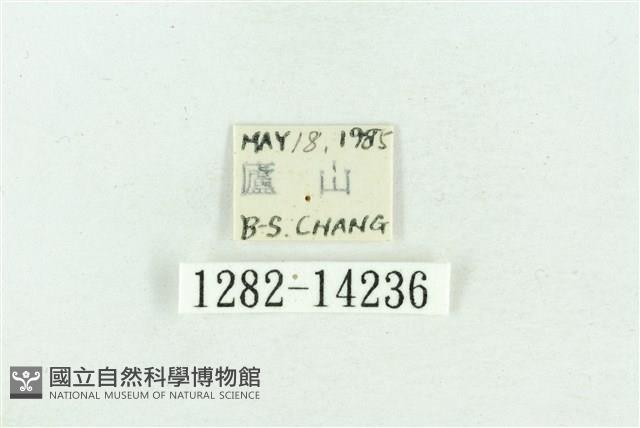 MAY 18, 1985
廬山
B-S. CHANG
1282-14236
國立自然科學博物館
NATIONAL MUSEUM OF NATURAL SCIENCE